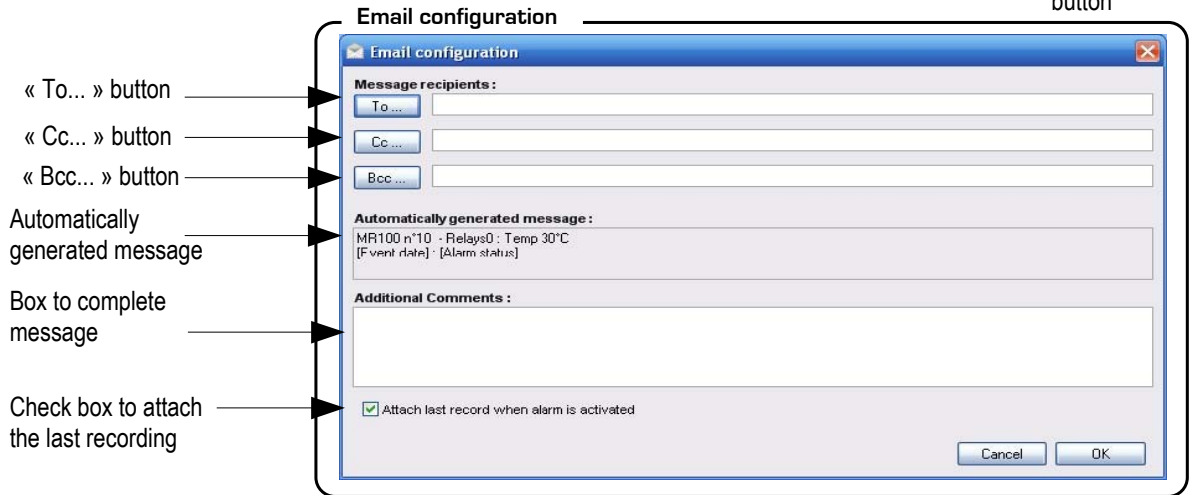 button
Email configuration
Email configuration
« To... » button
« Cc... » button
« Bcc... » button
Automatically
generated message
Box to complete
message
Check box to attach
the last recording
Message recipients :
To ...
Cc ...
Bcc ...
Automatically generated message :
MR100 n°10 - Relays0 : Temp 30°C
[Event date] : [Alarm status]
Additional Comments :
Attach last record when alarm is activated
Cancel
OK